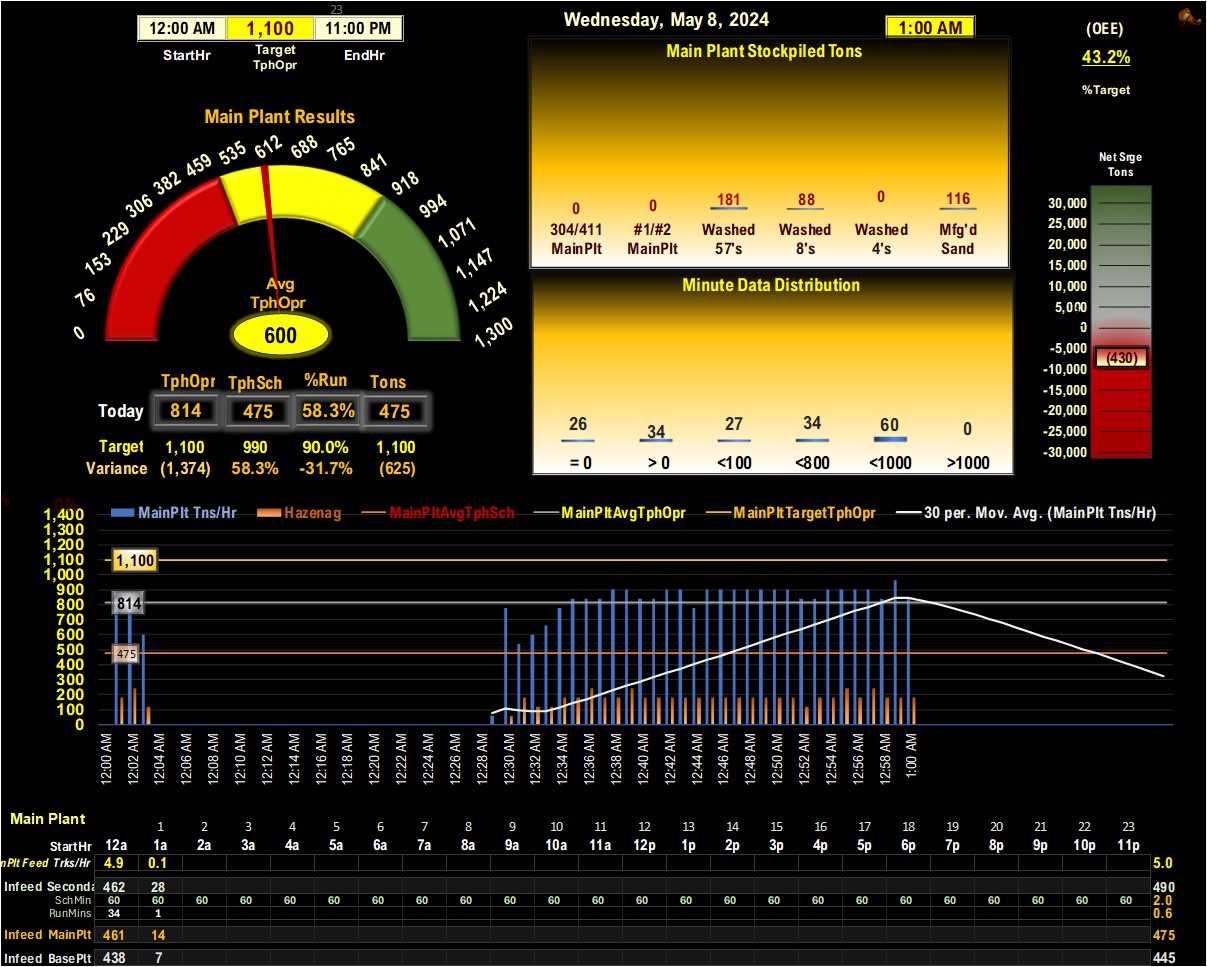 23
12:00 AM 1,100 11:00 PM
StartHr Target TphOpr EndHr
Wednesday, May 8, 2024
1:00 AM
(OEE)
43.2%
%Target
Main Plant Results
0 76 153 229 306 382 459 535 612 688 765 841 918 994 1,071 1,147 1,224 1,300
Avg
TphOpr
600
TphOpr TphSch %Run Tons
Today 814 475 58.3% 475
Target 1,100 990 90.0% 1,100
Variance (1,374) 58.3% -31.7% (625)
Main Plant Stockpiled Tons
0 0 181 88 0 116
304/411 #1/#2 Washed Washed Washed Mfg'd
MainPlt MainPlt 57's 8's 4's Sand
Minute Data Distribution
26 34 27 34 60 0
= 0 > 0 <100 <800 <1000 >1000
Net Srge
Tons
30,000
25,000
20,000
15,000
10,000
5,000
0
-5,000
(430)
-10,000
-15,000
-20,000
-25,000
-30,000
% 0%
MainPlt Tns/Hr Hazenag MainPltAvgTphSch MainPltAvgTphOpr MainPltTargetTphOpr 30 per. Mov. Avg. (MainPlt Tns/Hr)
1,400
1,300
1,200
1,100 1,100
1,000
900
800 814
700
600
500 475
400
300
200
100
0
12:00 AM 12:02 AM 12:04 AM 12:06 AM 12:08 AM 12:10 AM 12:12 AM 12:14 AM 12:16 AM 12:18 AM 12:20 AM 12:22 AM 12:24 AM 12:26 AM 12:28 AM 12:30 AM 12:32 AM 12:34 AM 12:36 AM 12:38 AM 12:40 AM 12:42 AM 12:44 AM 12:46 AM 12:48 AM 12:50 AM 12:52 AM 12:54 AM 12:56 AM 12:58 AM 1:00 AM
Main Plant
1 2 3 4 5 6 7 8 9 10 11 12 13 14 15 16 17 18 19 20 21 22 23
StartHr 12a 1a 2a 3a 4a 5a 6a 7a 8a 9a 10a 11a 12p 1p 2p 3p 4p 5p 6p 7p 8p 9p 10p 11p
nPlt Feed Trks/Hr 4.9 0.1 5.0
Infeed Seconda 462 28 490
SchMin 60 60 60 60 60 60 60 60 60 60 60 60 60 60 60 60 60 60 60 60 60 60 60 60 2.0
RunMins 34 1 0.6
Infeed MainPlt 461 14 475
Infeed BasePlt 438 7 445